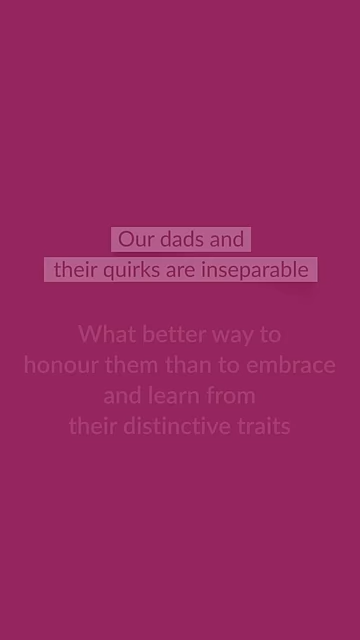 Our dads and
their quirks are inseparable
What better way to
honour them than to embrace
and learn from
their distinctive traits